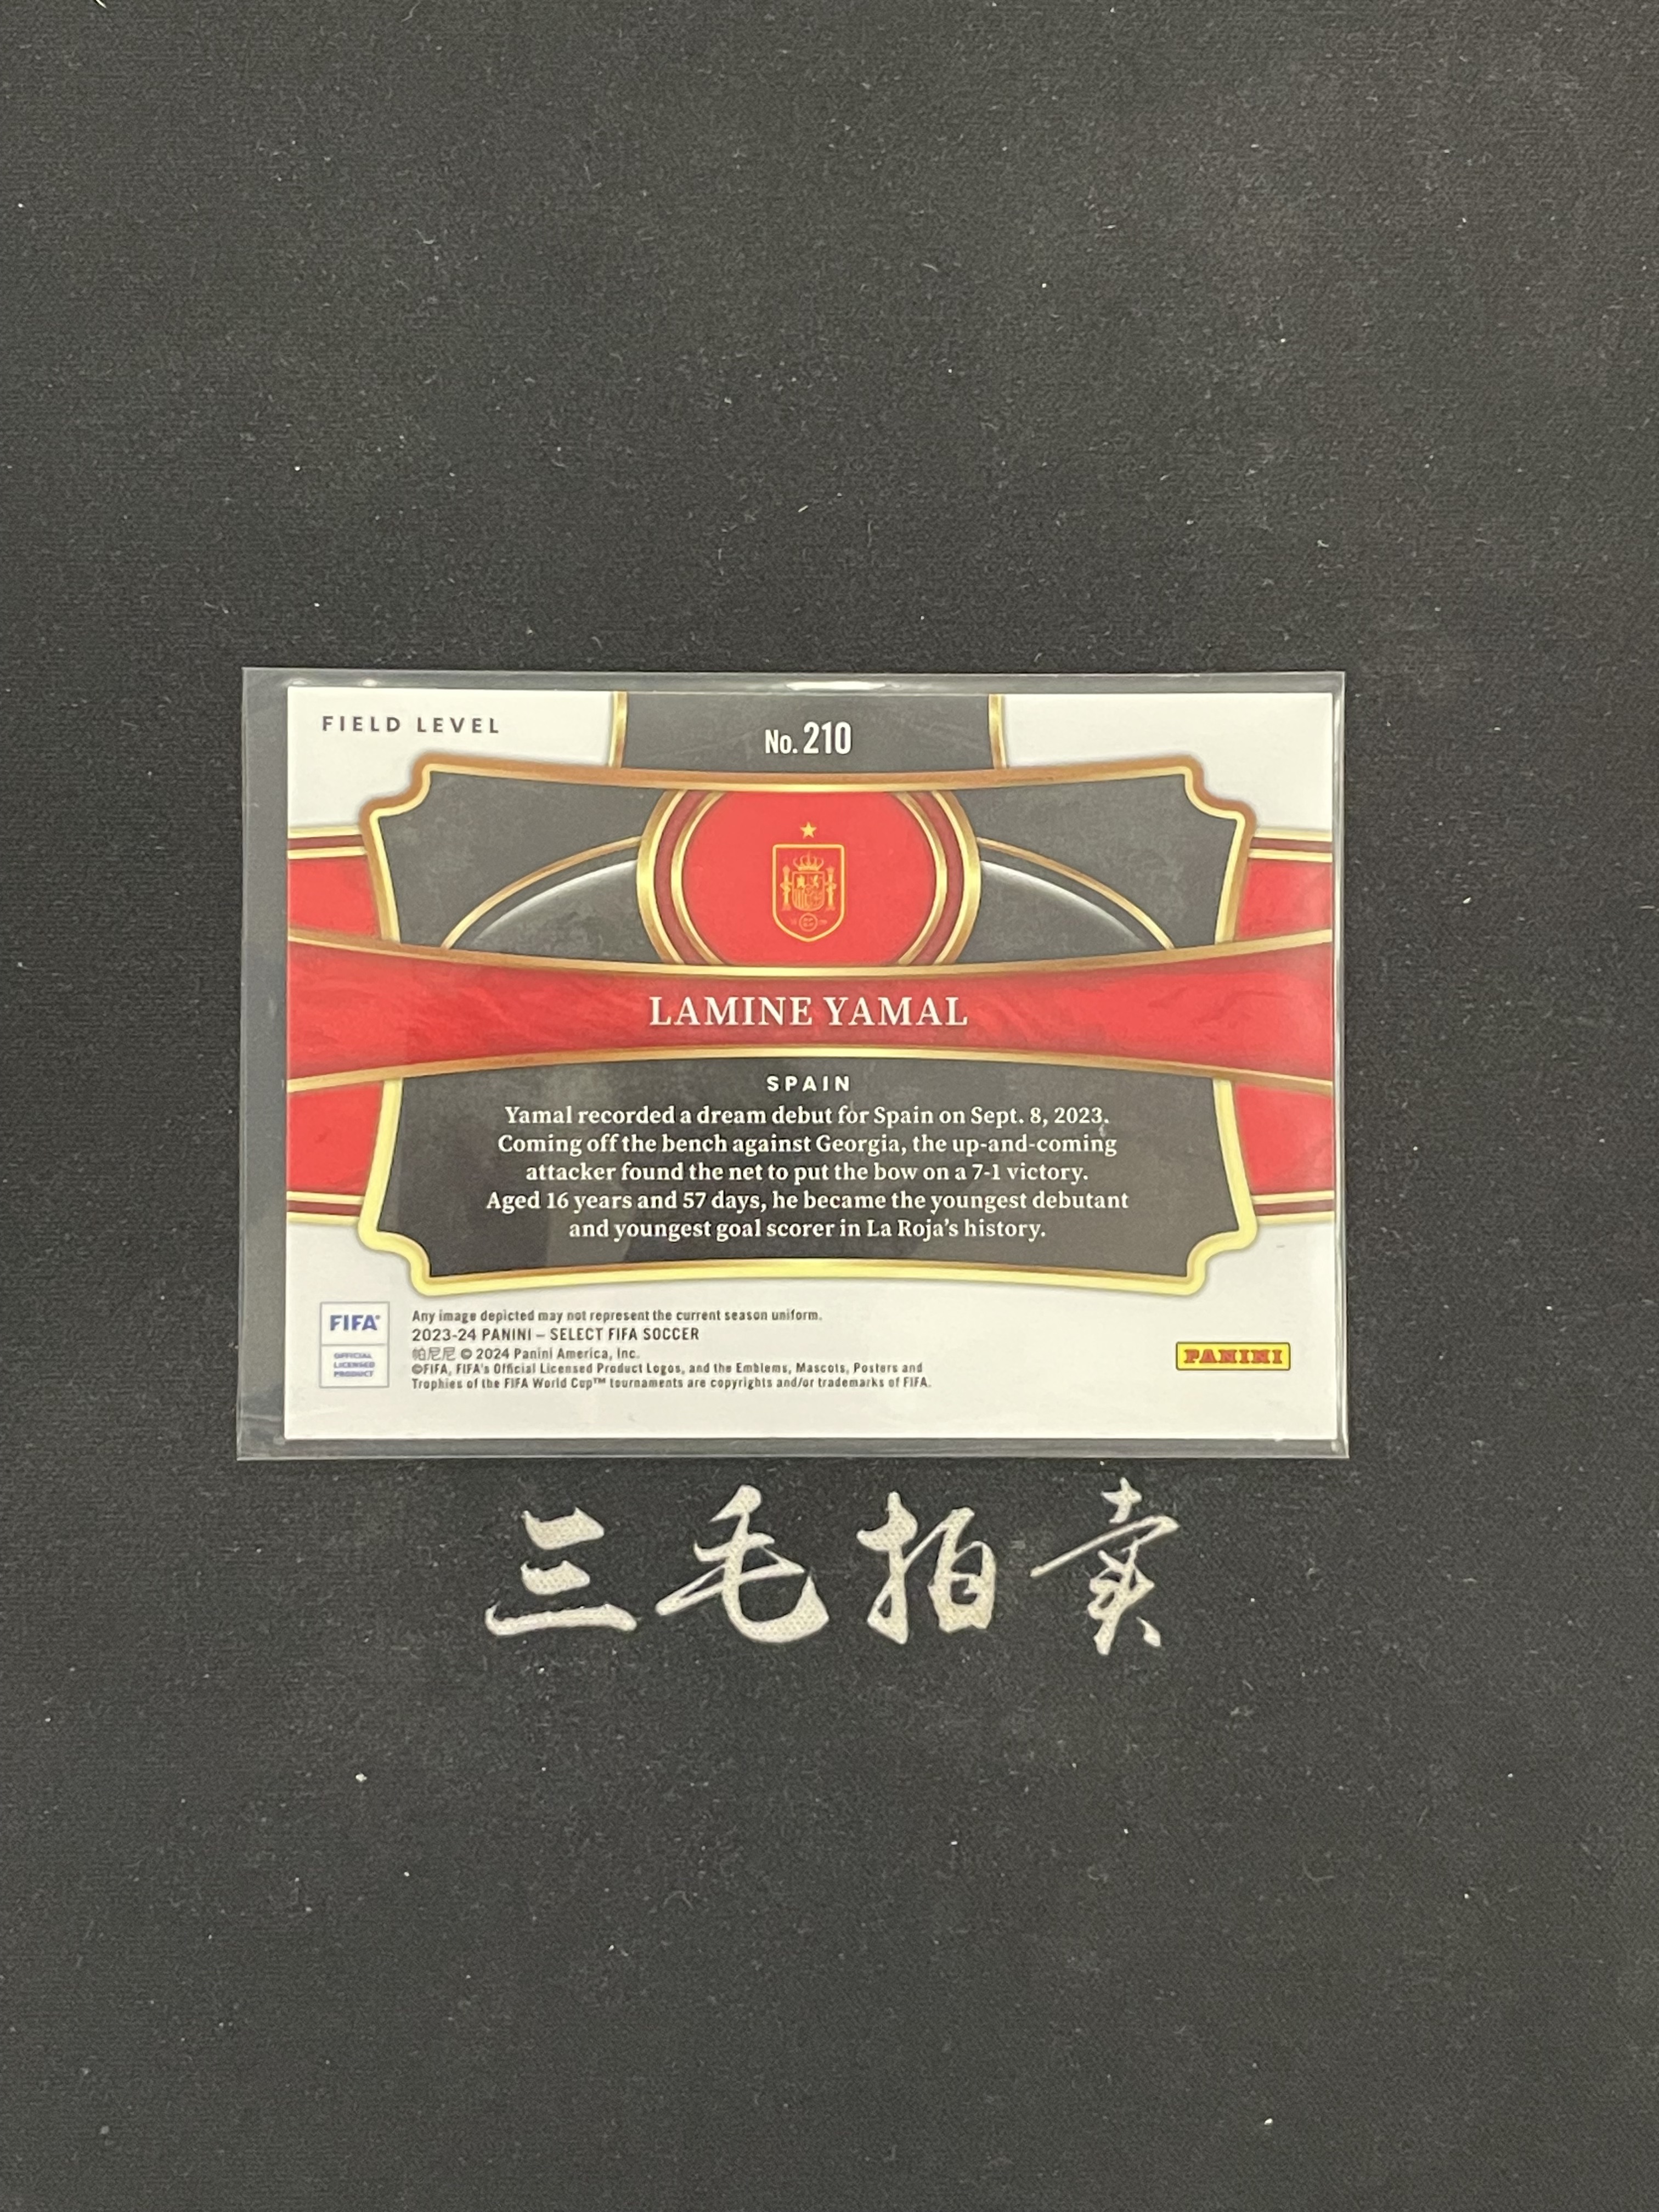 FIELD LEVEL
No. 210
LAMINE YAMAL
SPAIN
Yamal recorded a dream debut for Spain on Sept. 8, 2023.
Coming off the bench against Georgia, the up-and-coming
attacker found the net to put the bow on a 7-1 victory.
Aged 16 years and 57 days, he became the youngest debutant
and youngest goal scorer in La Roja's history.
FIFA®
OFFICIAL
LICENSED
PRODUCT
Any image depicted may not represent the current season uniform.
2023-24 PANINI – SELECT FIFA SOCCER
帕尼尼 © 2024 Panini America, Inc.
©FIFA, FIFA's Official Licensed Product Logos, and the Emblems, Mascots, Posters and
Trophies of the FIFA World Cup™ tournaments are copyrights and/or trademarks of FIFA.
PANINI
三毛拍卖